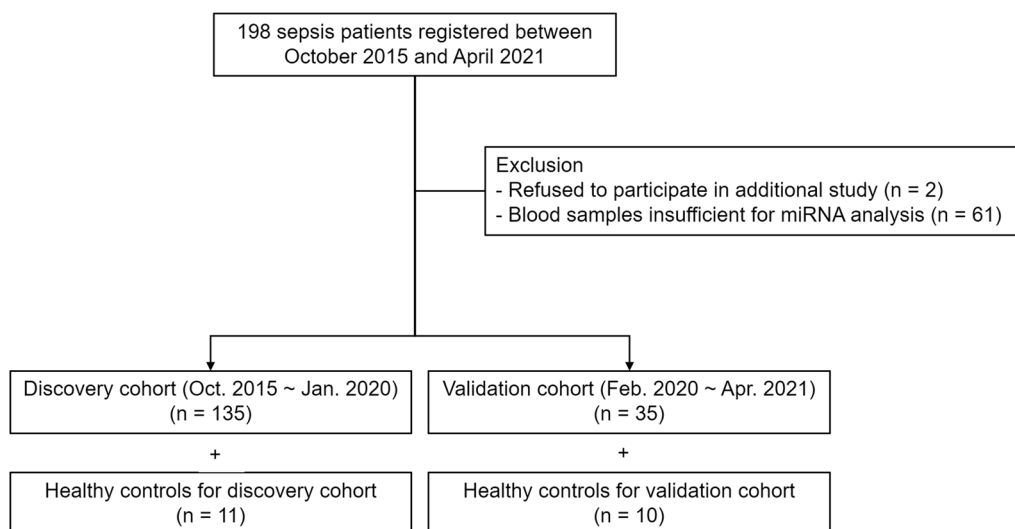 198 sepsis patients registered between
October 2015 and April 2021
Exclusion
- Refused to participate in additional study (n = 2)
- Blood samples insufficient for miRNA analysis (n = 61)
Discovery cohort (Oct. 2015 ~ Jan. 2020)
(n = 135)
Validation cohort (Feb. 2020 ~ Apr. 2021)
(n = 35)
+
+
Healthy controls for discovery cohort
(n = 11)
Healthy controls for validation cohort
(n = 10)